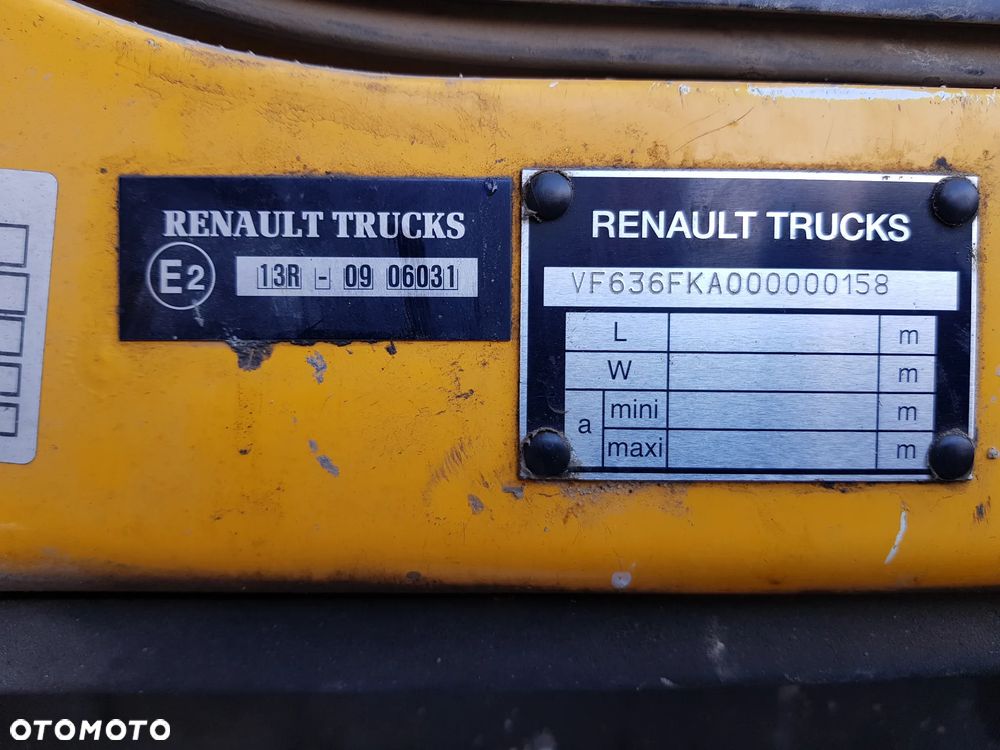 RENAULT TRUCKS
E2
13R - 09 06031
RENAULT TRUCKS
VF636FKA000000158
L m
W m
a mini m
maxi m
OTOMOTO